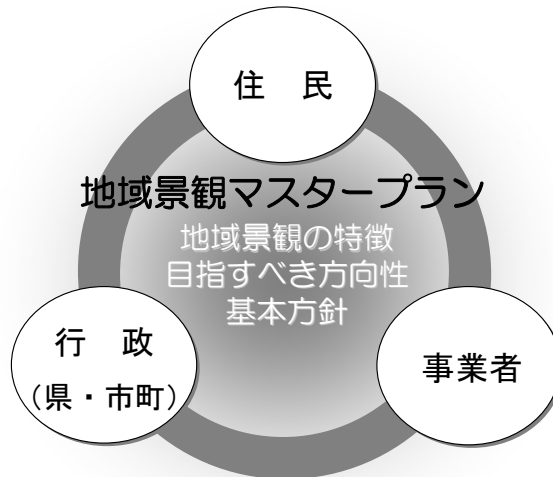 住　民
地域景観マスタープラン
地域景観の特徴
目指すべき方向性
基本方針
行　政
（県・市町）
事業者